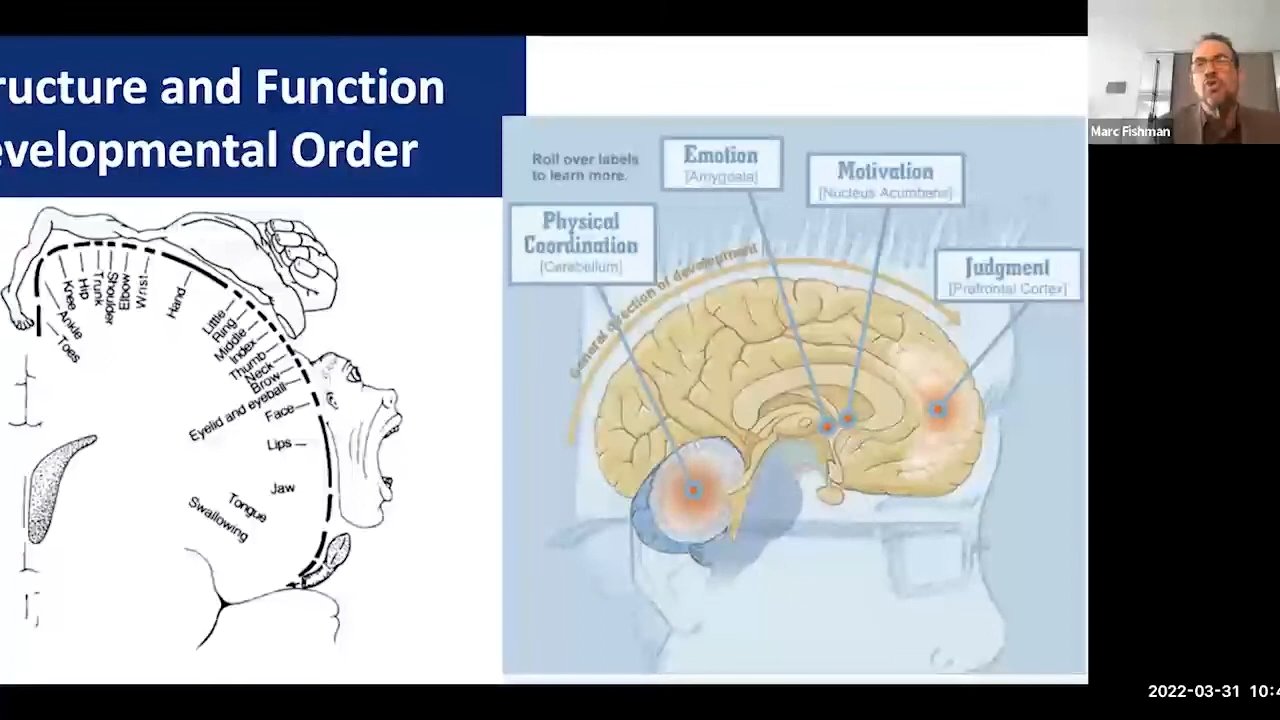 ructure and Function
evelopmental Order
Toes
Ankle
Knee
Hip
Trunk
Shoulder
Elbow
Wrist
Hand
Little
Ring
Middle
Index
Thumb
Neck
Brow
Eyelid and eyeball
Face
Lips
Jaw
Tongue
Swallowing
Roll over labels
to learn more.
Emotion
[Amygdala]
Motivation
[Nucleus Acumbens]
Physical
Coordination
[Cerebellum]
Judgment
[Prefrontal Cortex]
General direction of development
Marc Fishman
2022-03-31 10:4